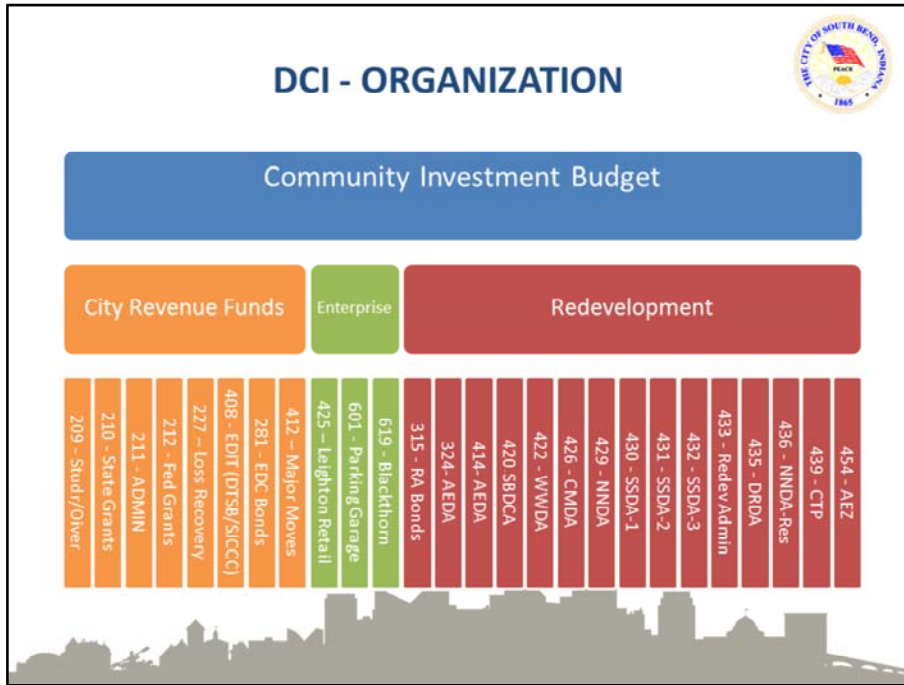 DCI - ORGANIZATION
THE CITY OF SOUTH BEND, INDIANA
PEACE
1865
Community Investment Budget
City Revenue Funds
Enterprise
Redevelopment
209 - Studr/Oiver
210 - State Grants
211 - ADMIN
212 - Fed Grants
227 – Loss Recovery
408 - EDIT (DTSB/SJCCC)
281 - EDC Bonds
412 – Major Moves
425 – Leighton Retail
601 - Parking Garage
619 - Blackthorn
315 - RA Bonds
324- AEDA
414- AEDA
420 SBDCA
422 - WWDA
426 - CMDA
429 - NNDA
430 - SSDA-1
431 - SSDA-2
432 - SSDA-3
433 - Redev Admin
435 - DRDA
436 - NNDA-Res
439 - CTP
454 - AEZ